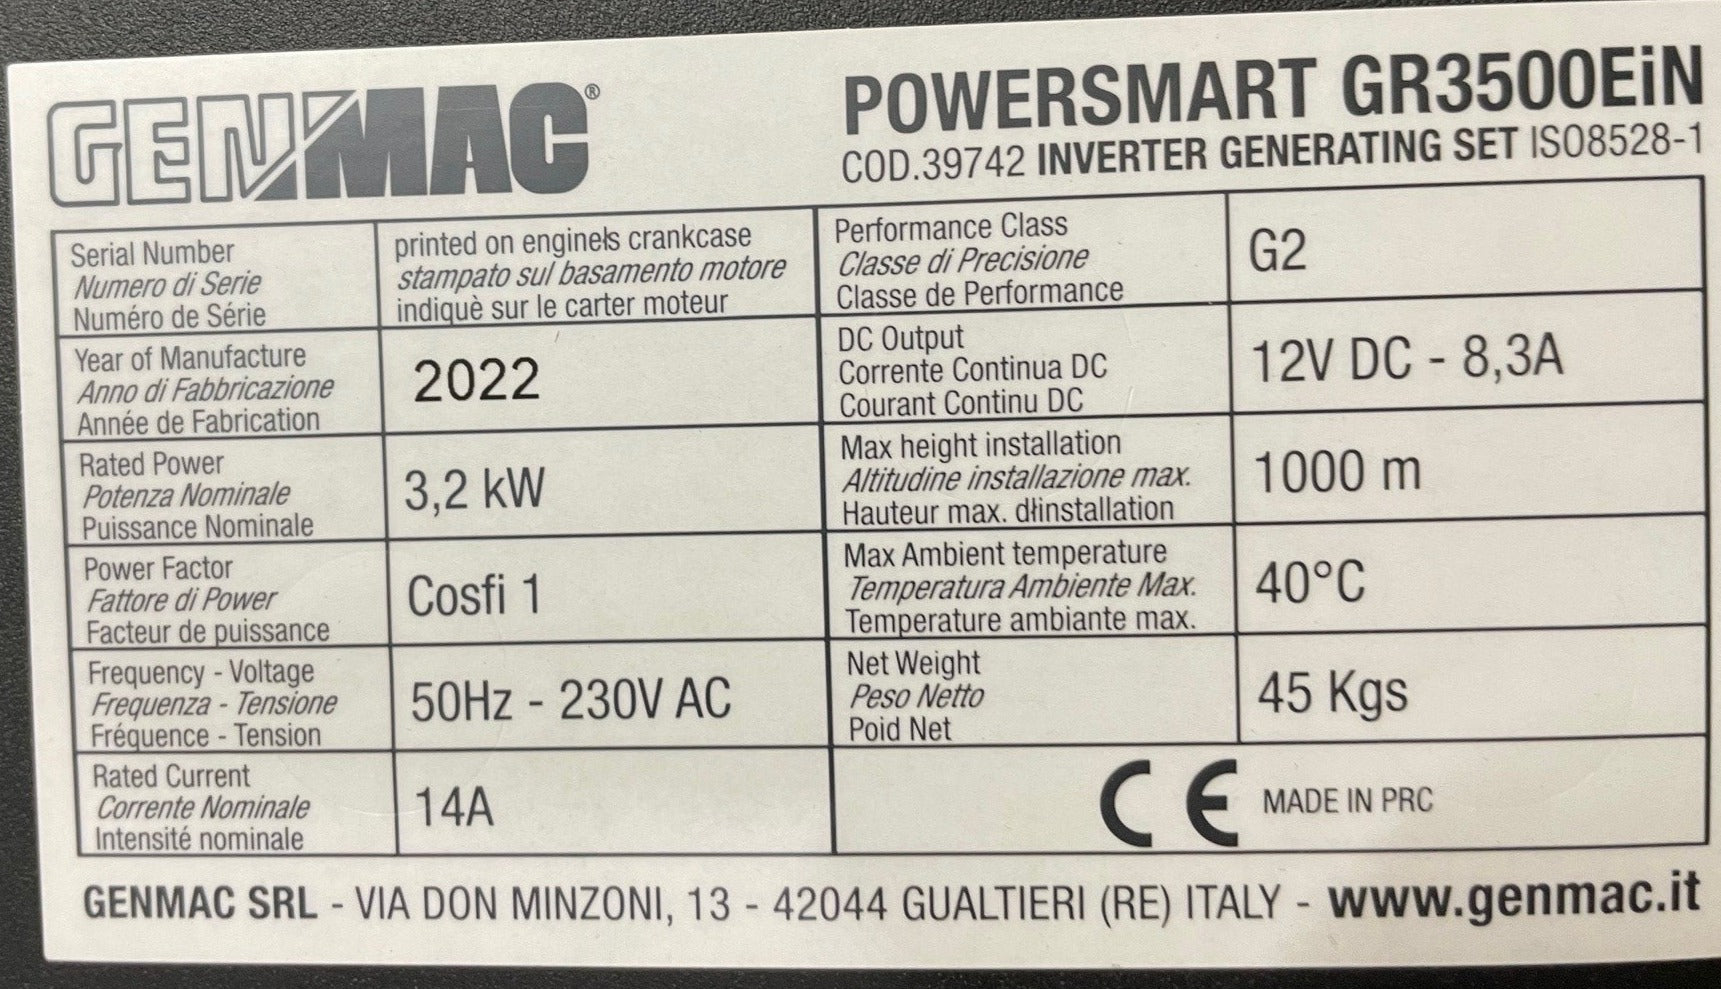 GENMAC®
POWERSMART GR3500EiN
COD.39742 INVERTER GENERATING SET ISO8528-1
Serial Number
Numero di Serie
Numéro de Série
printed on enginełs crankcase
stampato sul basamento motore
indiquè sur le carter moteur
Performance Class
Classe di Precisione
Classe de Performance
G2
Year of Manufacture
Anno di Fabbricazione
Année de Fabrication
2022
DC Output
Corrente Continua DC
Courant Continu DC
12V DC - 8,3A
Rated Power
Potenza Nominale
Puissance Nominale
3,2 kW
Max height installation
Altitudine installazione max.
Hauteur max. dłinstallation
1000 m
Power Factor
Fattore di Power
Facteur de puissance
Cosfi 1
Max Ambient temperature
Temperatura Ambiente Max.
Temperature ambiante max.
40°C
Frequency - Voltage
Frequenza - Tensione
Fréquence - Tension
50Hz - 230V AC
Net Weight
Peso Netto
Poid Net
45 Kgs
Rated Current
Corrente Nominale
Intensité nominale
14A
CE MADE IN PRC
GENMAC SRL - VIA DON MINZONI, 13 - 42044 GUALTIERI (RE) ITALY - www.genmac.it